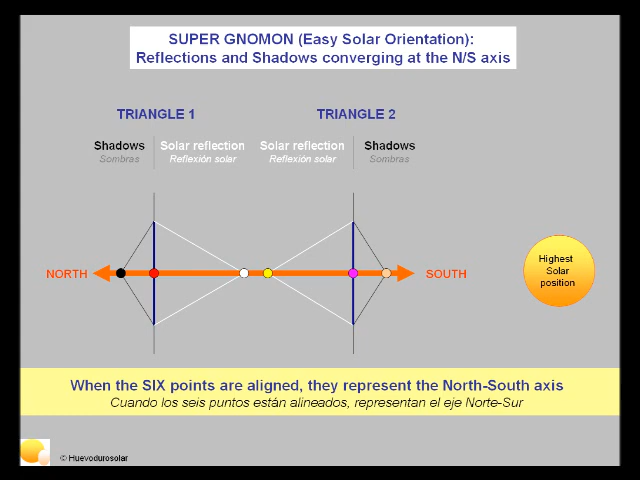 SUPER GNOMON (Easy Solar Orientation):
Reflections and Shadows converging at the N/S axis
TRIANGLE 1
TRIANGLE 2
Shadows
Sombras
Solar reflection
Reflexión solar
Solar reflection
Reflexión solar
Shadows
Sombras
NORTH
SOUTH
Highest
Solar
position
When the SIX points are aligned, they represent the North-South axis
Cuando los seis puntos están alineados, representan el eje Norte-Sur
© Huevodurosolar